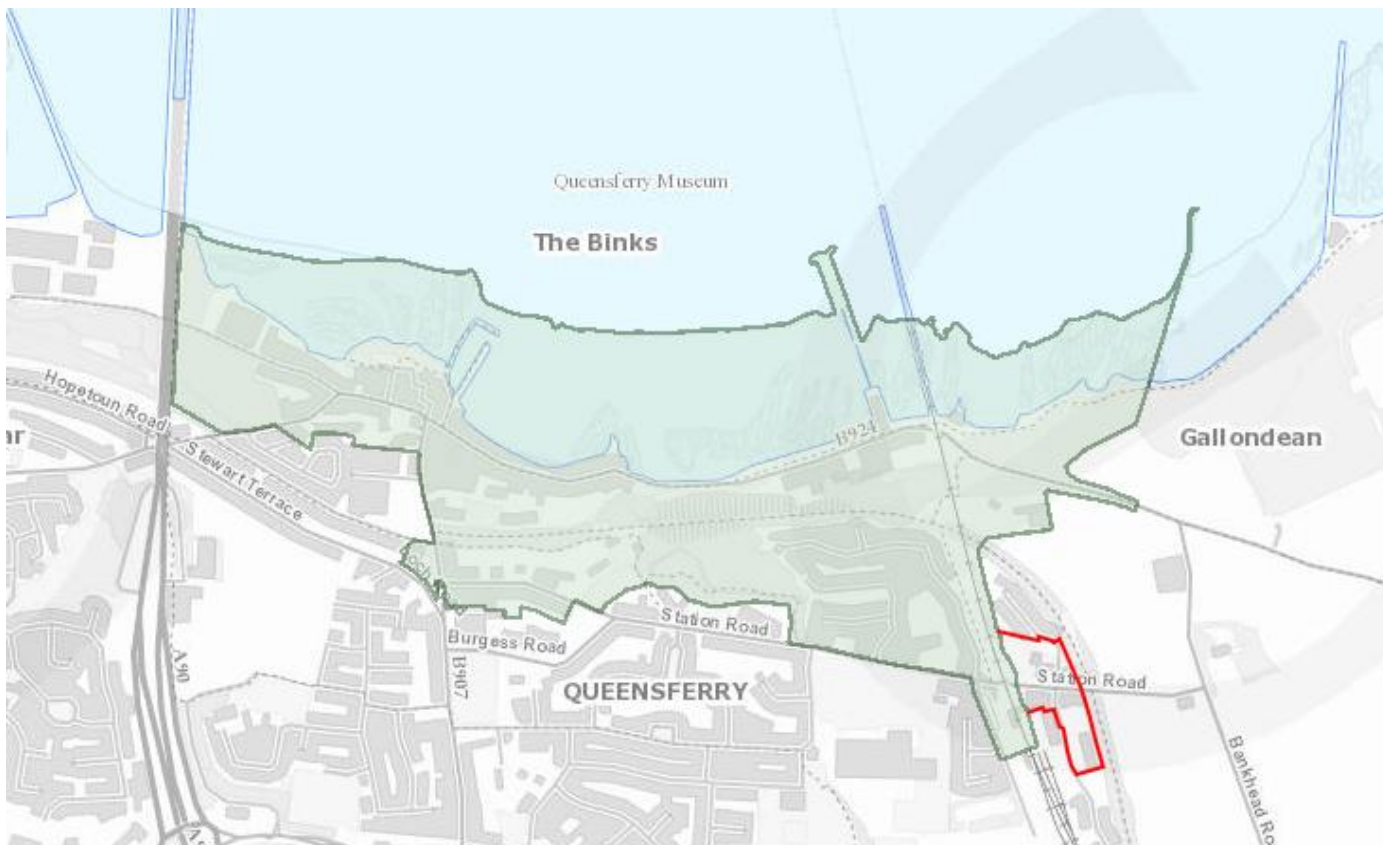 Queensferry Museum
The Binks
Gallondean
Hopetoun Road
ar
Stewart Terrace
B924
Station Road
Burgess Road
Station Road
A90
B907
QUEENSFERRY
Bankhead Ro